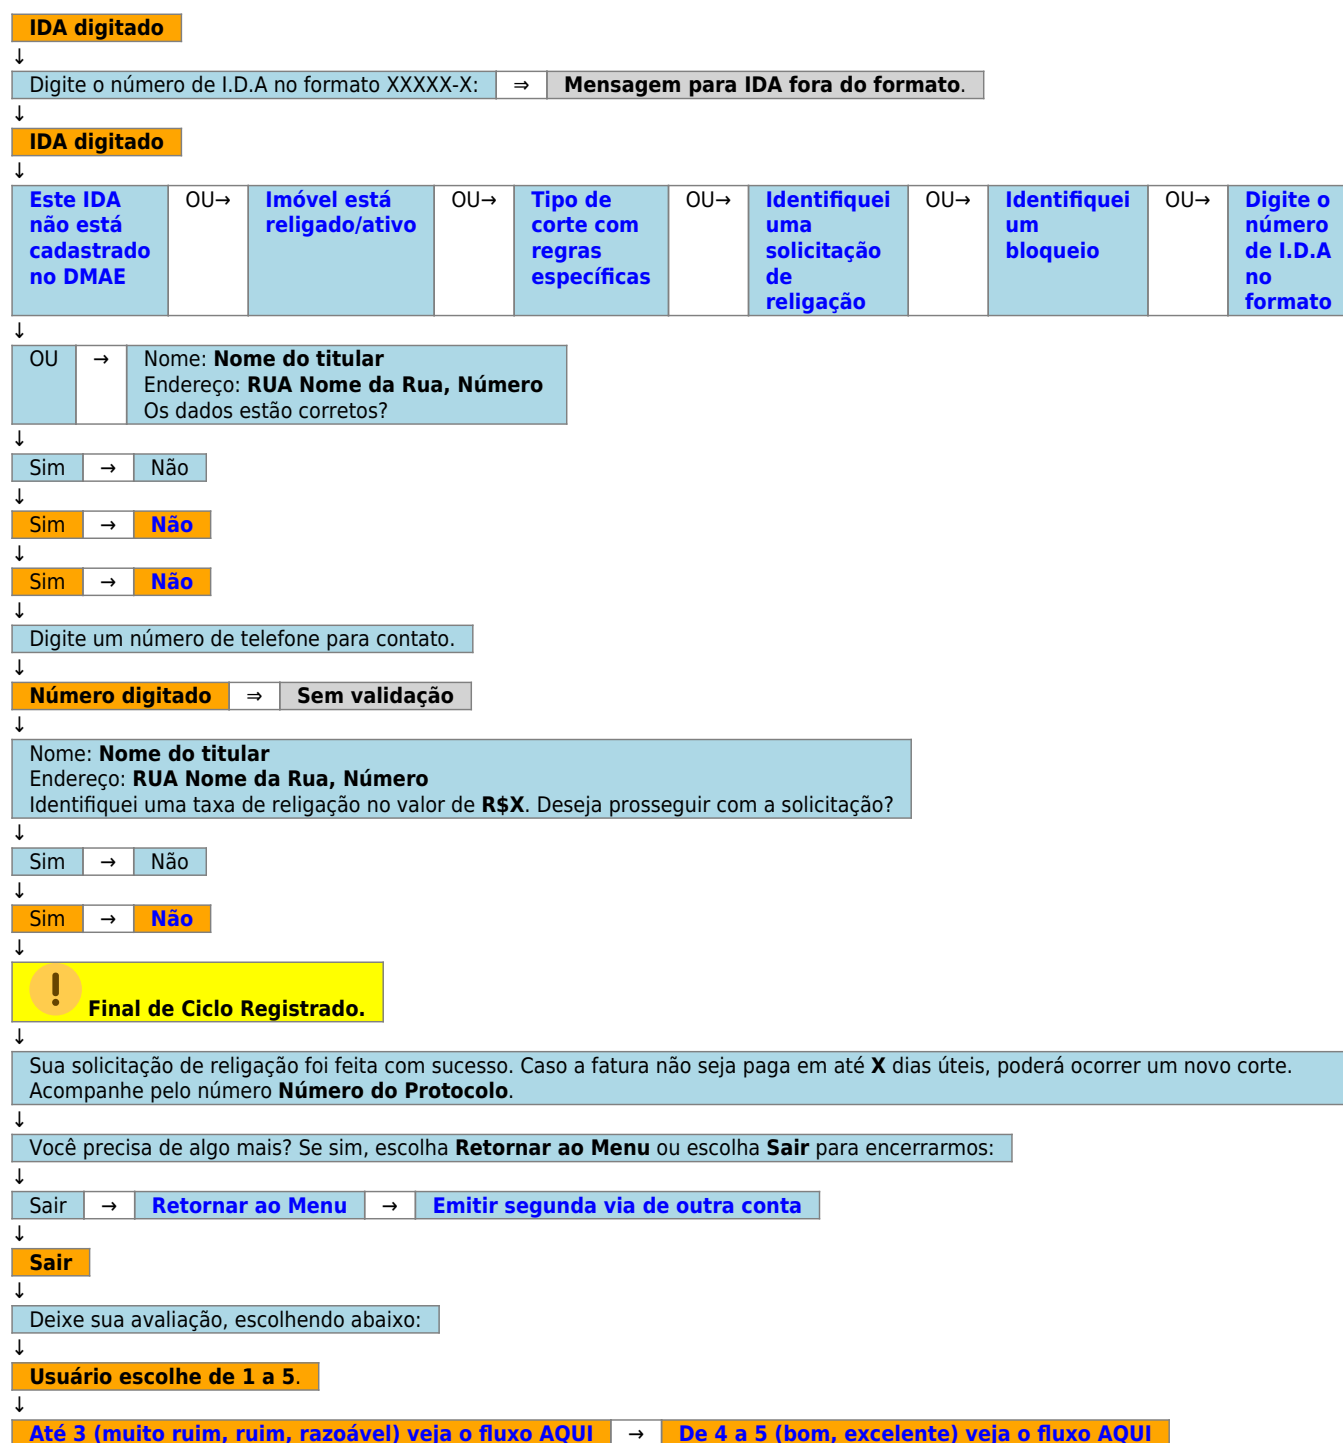 IDA digitado
↓
Digite o número de I.D.A no formato XXXXX-X: ⇒ Mensagem para IDA fora do formato.
↓
IDA digitado
↓
Este IDA não está cadastrado no DMAE OU→ Imóvel está religado/ativo OU→ Tipo de corte com regras específicas OU→ Identifiquei uma solicitação de religação OU→ Identifiquei um bloqueio OU→ Digite o número de I.D.A no formato
↓
OU → Nome: Nome do titular
Endereço: RUA Nome da Rua, Número
Os dados estão corretos?
↓
Sim → Não
↓
Sim → Não
↓
Sim → Não
↓
Digite um número de telefone para contato.
↓
Número digitado ⇒ Sem validação
↓
Nome: Nome do titular
Endereço: RUA Nome da Rua, Número
Identifiquei uma taxa de religação no valor de R$X. Deseja prosseguir com a solicitação?
↓
Sim → Não
↓
Sim → Não
↓
! Final de Ciclo Registrado.
↓
Sua solicitação de religação foi feita com sucesso. Caso a fatura não seja paga em até X dias úteis, poderá ocorrer um novo corte.
Acompanhe pelo número Número do Protocolo.
↓
Você precisa de algo mais? Se sim, escolha Retornar ao Menu ou escolha Sair para encerrarmos:
↓
Sair → Retornar ao Menu → Emitir segunda via de outra conta
↓
Sair
↓
Deixe sua avaliação, escolhendo abaixo:
↓
Usuário escolhe de 1 a 5.
↓
Até 3 (muito ruim, ruim, razoável) veja o fluxo AQUI → De 4 a 5 (bom, excelente) veja o fluxo AQUI